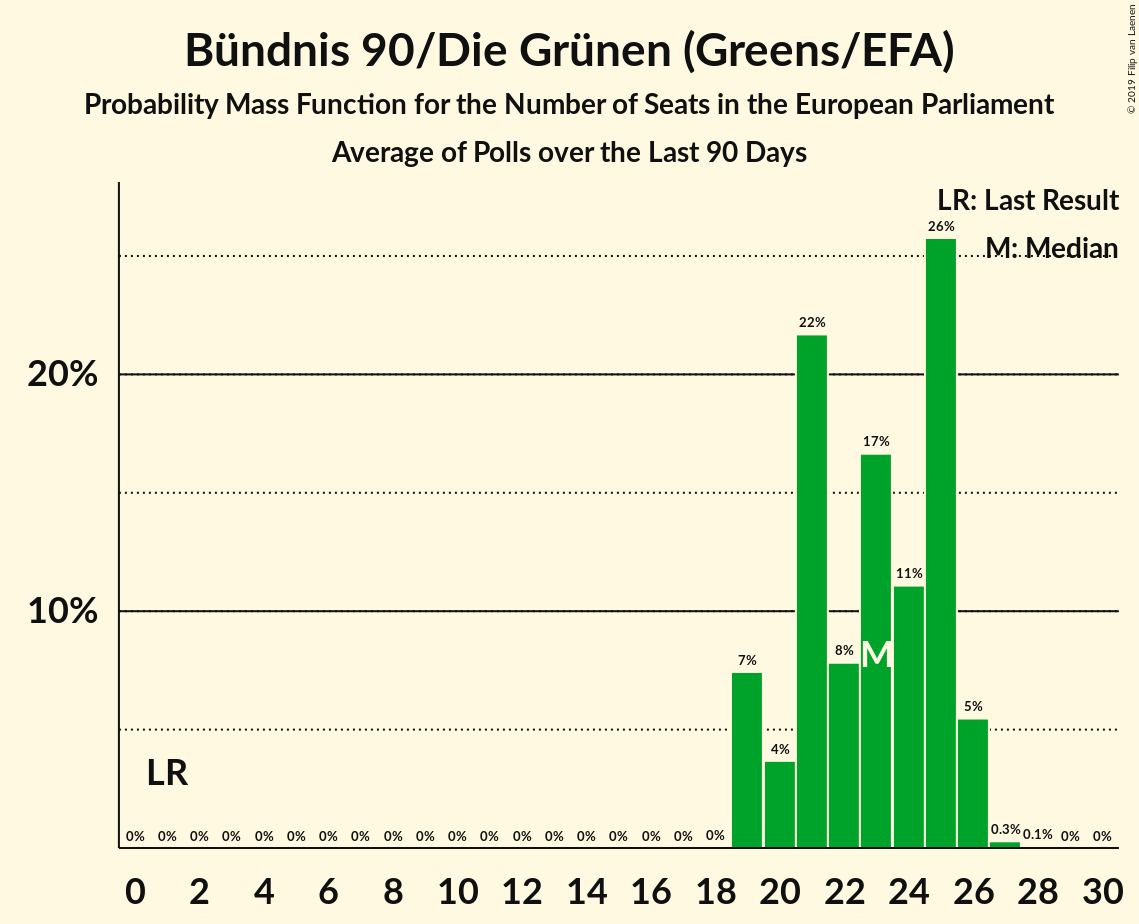 Bündnis 90/Die Grünen (Greens/EFA)
Probability Mass Function for the Number of Seats in the European Parliament
Average of Polls over the Last 90 Days
© 2019 Filip van Laenen
LR: Last Result
M: Median
26%
22%
20%
17%
11%
10%
8%
M
7%
5%
4%
LR
0% 0% 0% 0% 0% 0% 0% 0% 0% 0% 0% 0% 0% 0% 0% 0% 0% 0% 0% 0.3% 0.1% 0% 0%
0 2 4 6 8 10 12 14 16 18 20 22 24 26 28 30